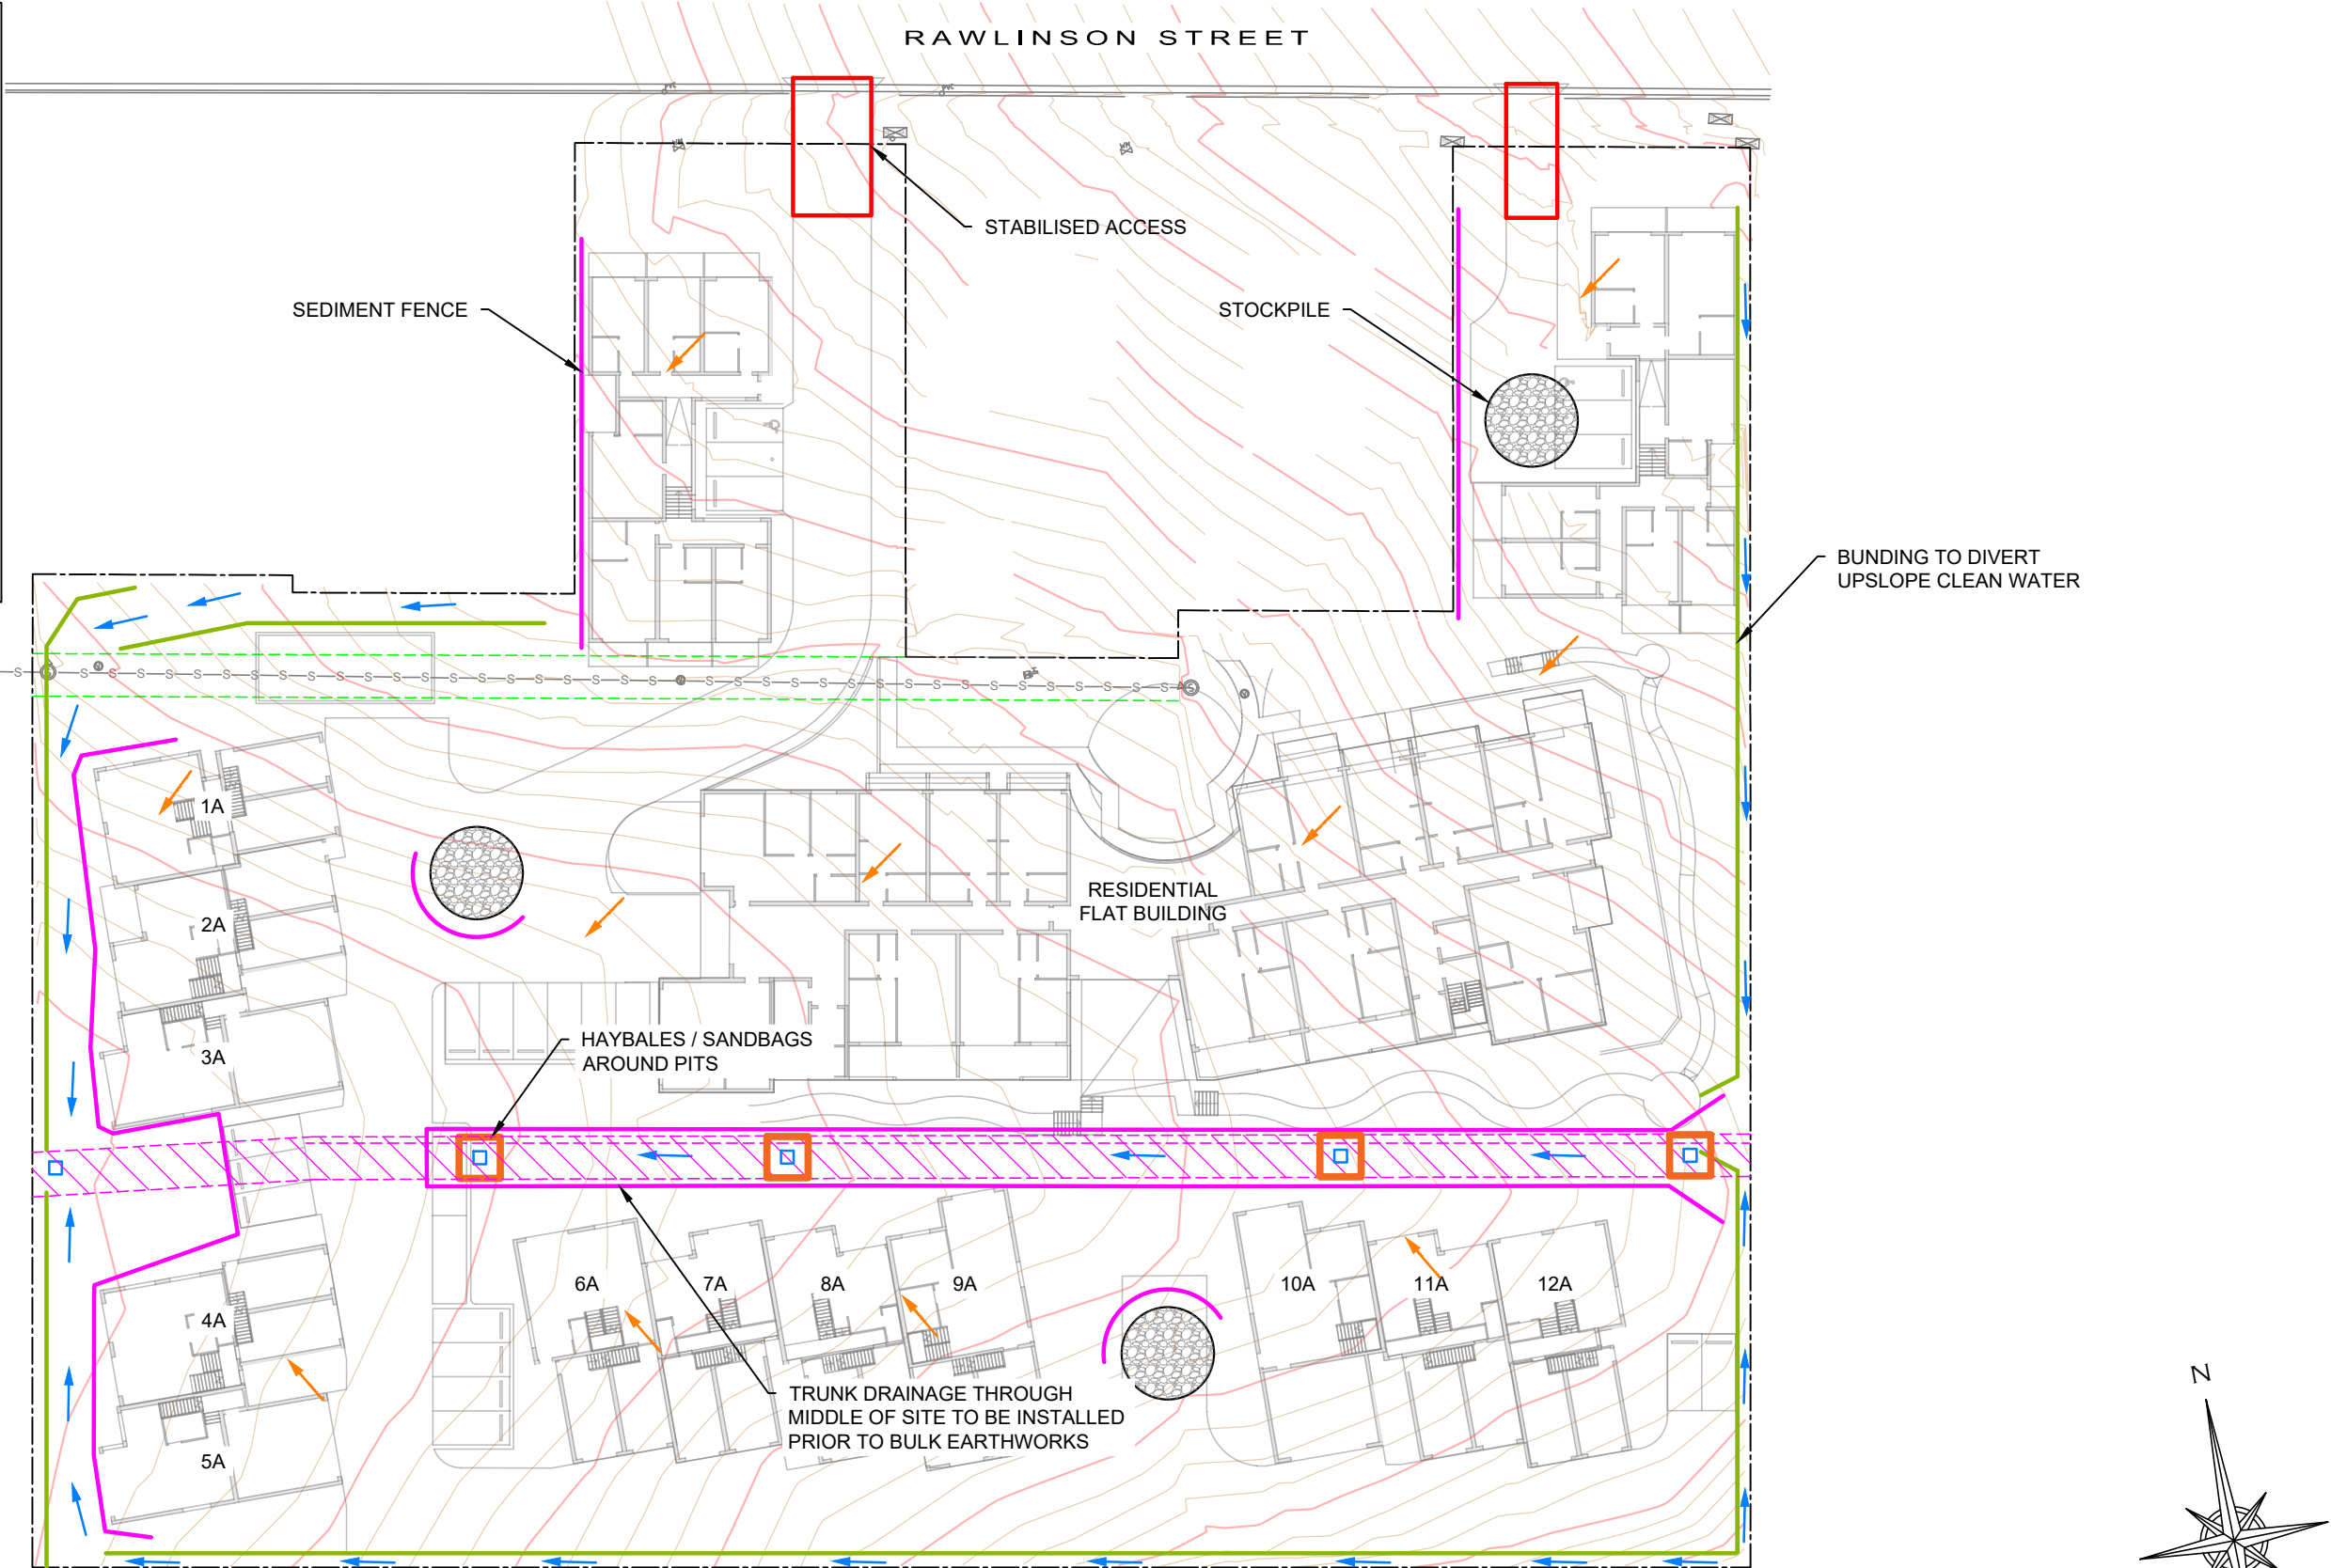 RAWLINSON STREET
STABILISED ACCESS
SEDIMENT FENCE
STOCKPILE
BUNDING TO DIVERT
UPSLOPE CLEAN WATER
S S S S S S S S S S S S S S S S S S S S S S S S S S S S S S S S S S S S S S S S
1A
RESIDENTIAL
FLAT BUILDING
2A
HAYBALES / SANDBAGS
AROUND PITS
3A
6A
7A
8A
9A
10A
11A
12A
4A
TRUNK DRAINAGE THROUGH
MIDDLE OF SITE TO BE INSTALLED
PRIOR TO BULK EARTHWORKS
5A
N